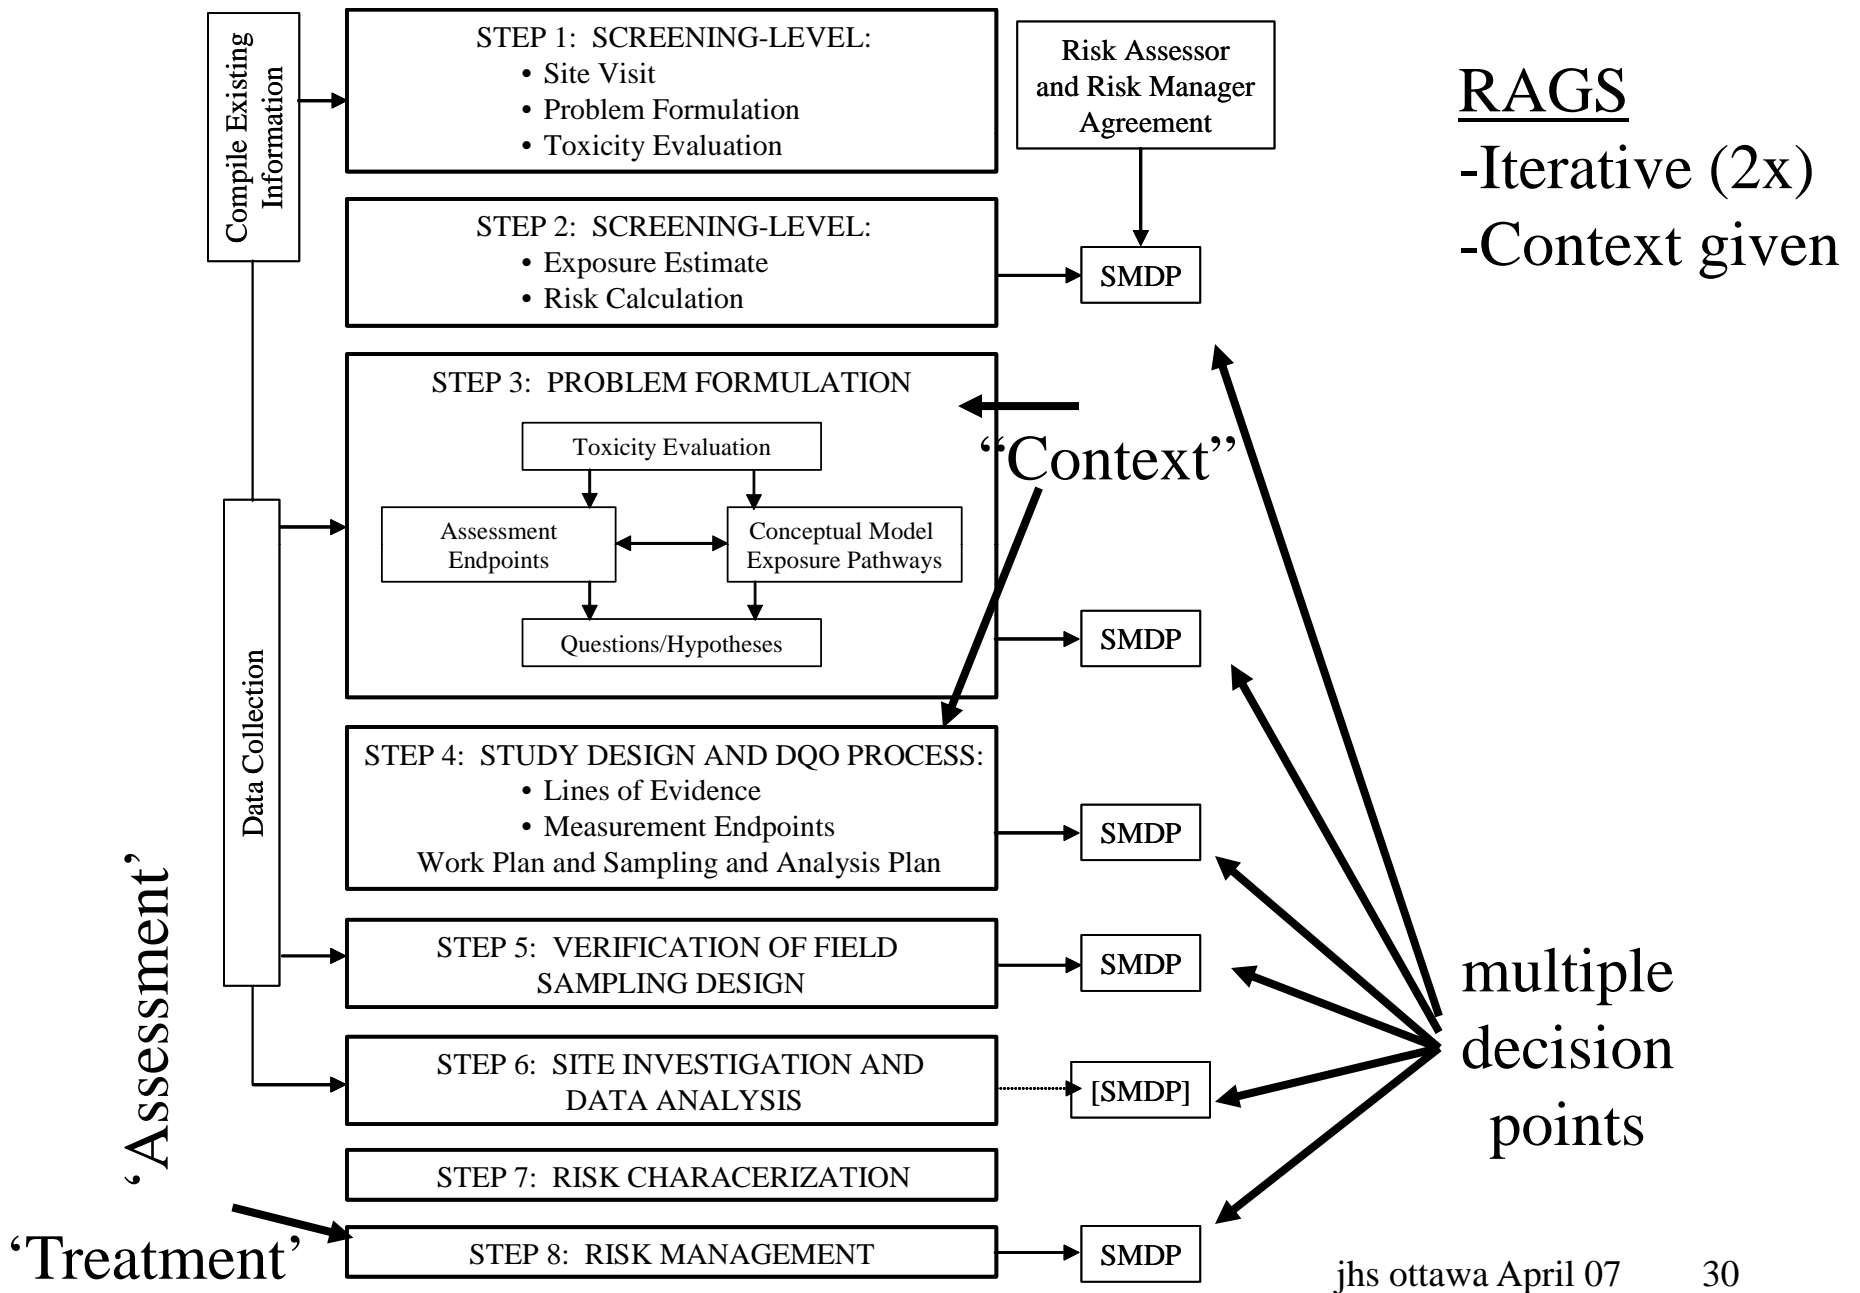 Compile Existing
Information
STEP 1: SCREENING-LEVEL:
• Site Visit
• Problem Formulation
• Toxicity Evaluation
Risk Assessor
and Risk Manager
Agreement
RAGS
-Iterative (2x)
-Context given
STEP 2: SCREENING-LEVEL:
• Exposure Estimate
• Risk Calculation
SMDP
STEP 3: PROBLEM FORMULATION
Toxicity Evaluation
Assessment
Endpoints
Conceptual Model
Exposure Pathways
Questions/Hypotheses
“Context”
SMDP
Data Collection
STEP 4: STUDY DESIGN AND DQO PROCESS:
• Lines of Evidence
• Measurement Endpoints
Work Plan and Sampling and Analysis Plan
SMDP
‘Assessment’
STEP 5: VERIFICATION OF FIELD
SAMPLING DESIGN
SMDP
multiple
decision
points
STEP 6: SITE INVESTIGATION AND
DATA ANALYSIS
[SMDP]
STEP 7: RISK CHARACERIZATION
‘Treatment’
STEP 8: RISK MANAGEMENT
SMDP
jhs ottawa April 07 30